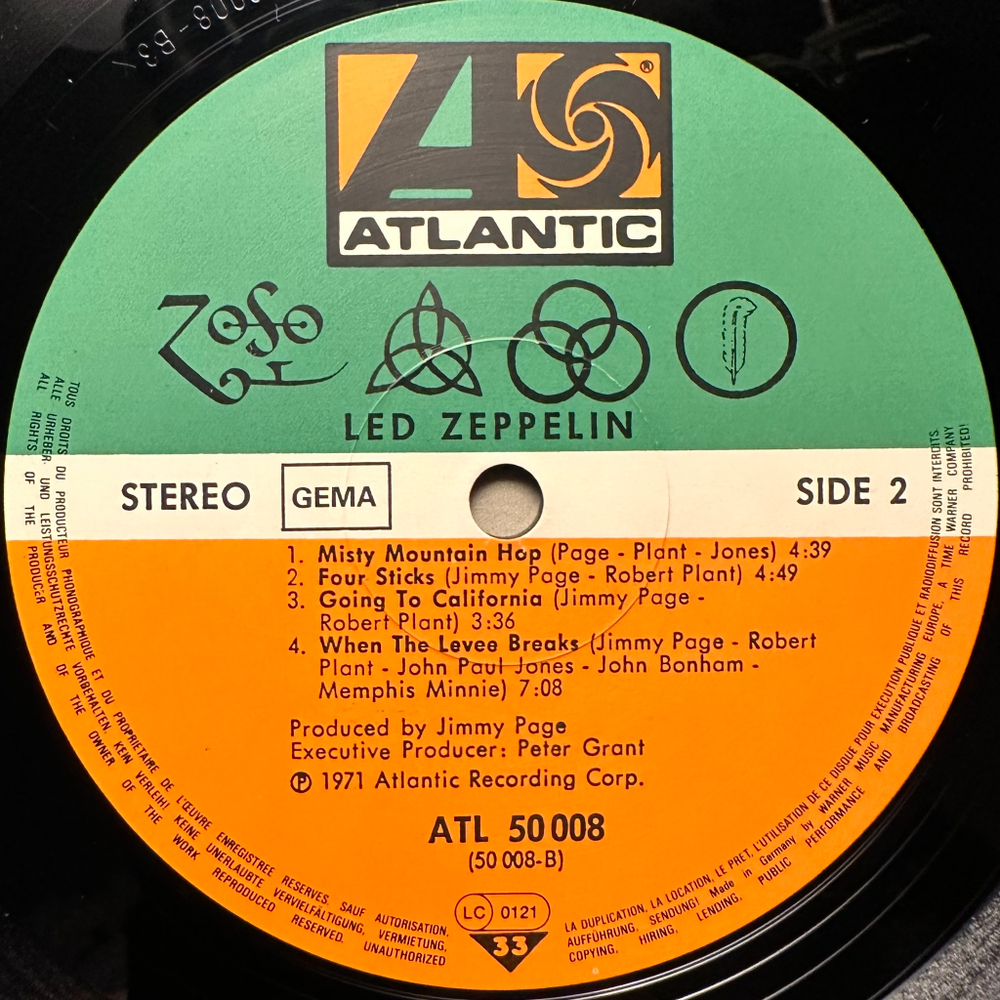 ®
ATLANTIC
LED ZEPPELIN
STEREO
GEMA
SIDE 2
1. Misty Mountain Hop (Page - Plant - Jones) 4:39
2. Four Sticks (Jimmy Page - Robert Plant) 4:49
3. Going To California (Jimmy Page -
Robert Plant) 3:36
4. When The Levee Breaks (Jimmy Page - Robert
Plant - John Paul Jones - John Bonham -
Memphis Minnie) 7:08
Produced by Jimmy Page
Executive Producer: Peter Grant
℗ 1971 Atlantic Recording Corp.
ATL 50 008
(50 008-B)
LC 0121
33
TOUS DROITS DU PRODUCTEUR PHONOGRAPHIQUE ET DU PROPRIETAIRE DE L'ŒUVRE ENREGISTREE RESERVES. SAUF AUTORISATION,
ALLE URHEBER- UND LEISTUNGSSCHUTZRECHTE VORBEHALTEN. KEIN VERLEIH! KEINE UNERLAUBTE VERVIELFÄLTIGUNG, VERMIETUNG,
ALL RIGHTS OF THE PRODUCER AND OF THE OWNER OF THE WORK REPRODUCED RESERVED. UNAUTHORIZED
LA DUPLICATION, LA LOCATION, LE PRET, L'UTILISATION DE CE DISQUE POUR EXECUTION PUBLIQUE ET RADIODIFFUSION SONT INTERDITS.
AUFFÜHRUNG, SENDUNG! Made in Germany by WARNER MUSIC MANUFACTURING EUROPE, A TIME WARNER COMPANY
COPYING, HIRING, LENDING, PUBLIC PERFORMANCE AND BROADCASTING OF THIS RECORD PROHIBITED!